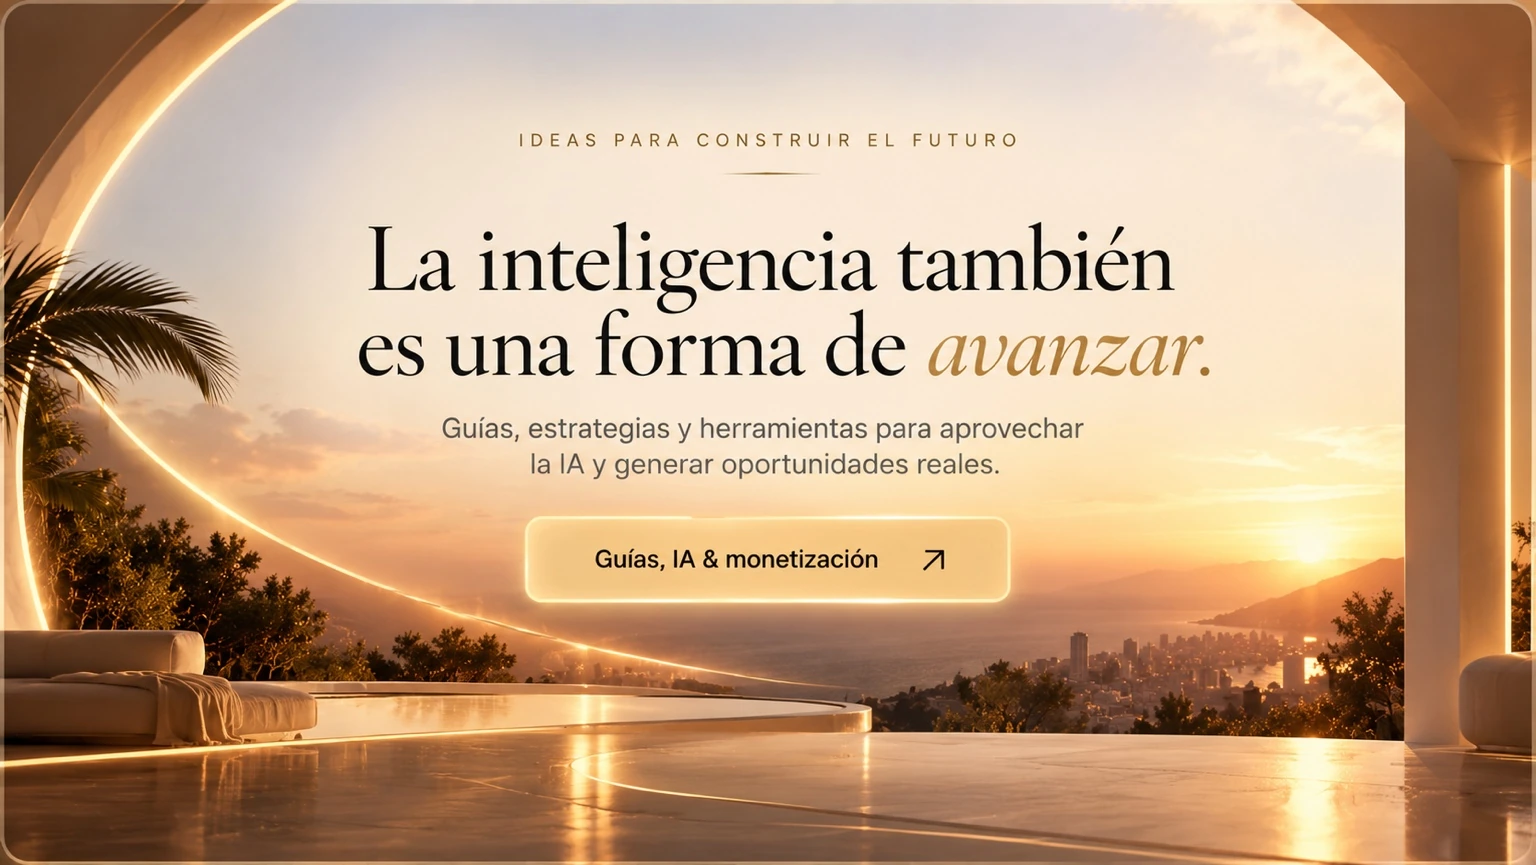 IDEAS PARA CONSTRUIR EL FUTURO
La inteligencia también
es una forma de avanzar.
Guías, estrategias y herramientas para aprovechar
la IA y generar oportunidades reales.
Guías, IA & monetización